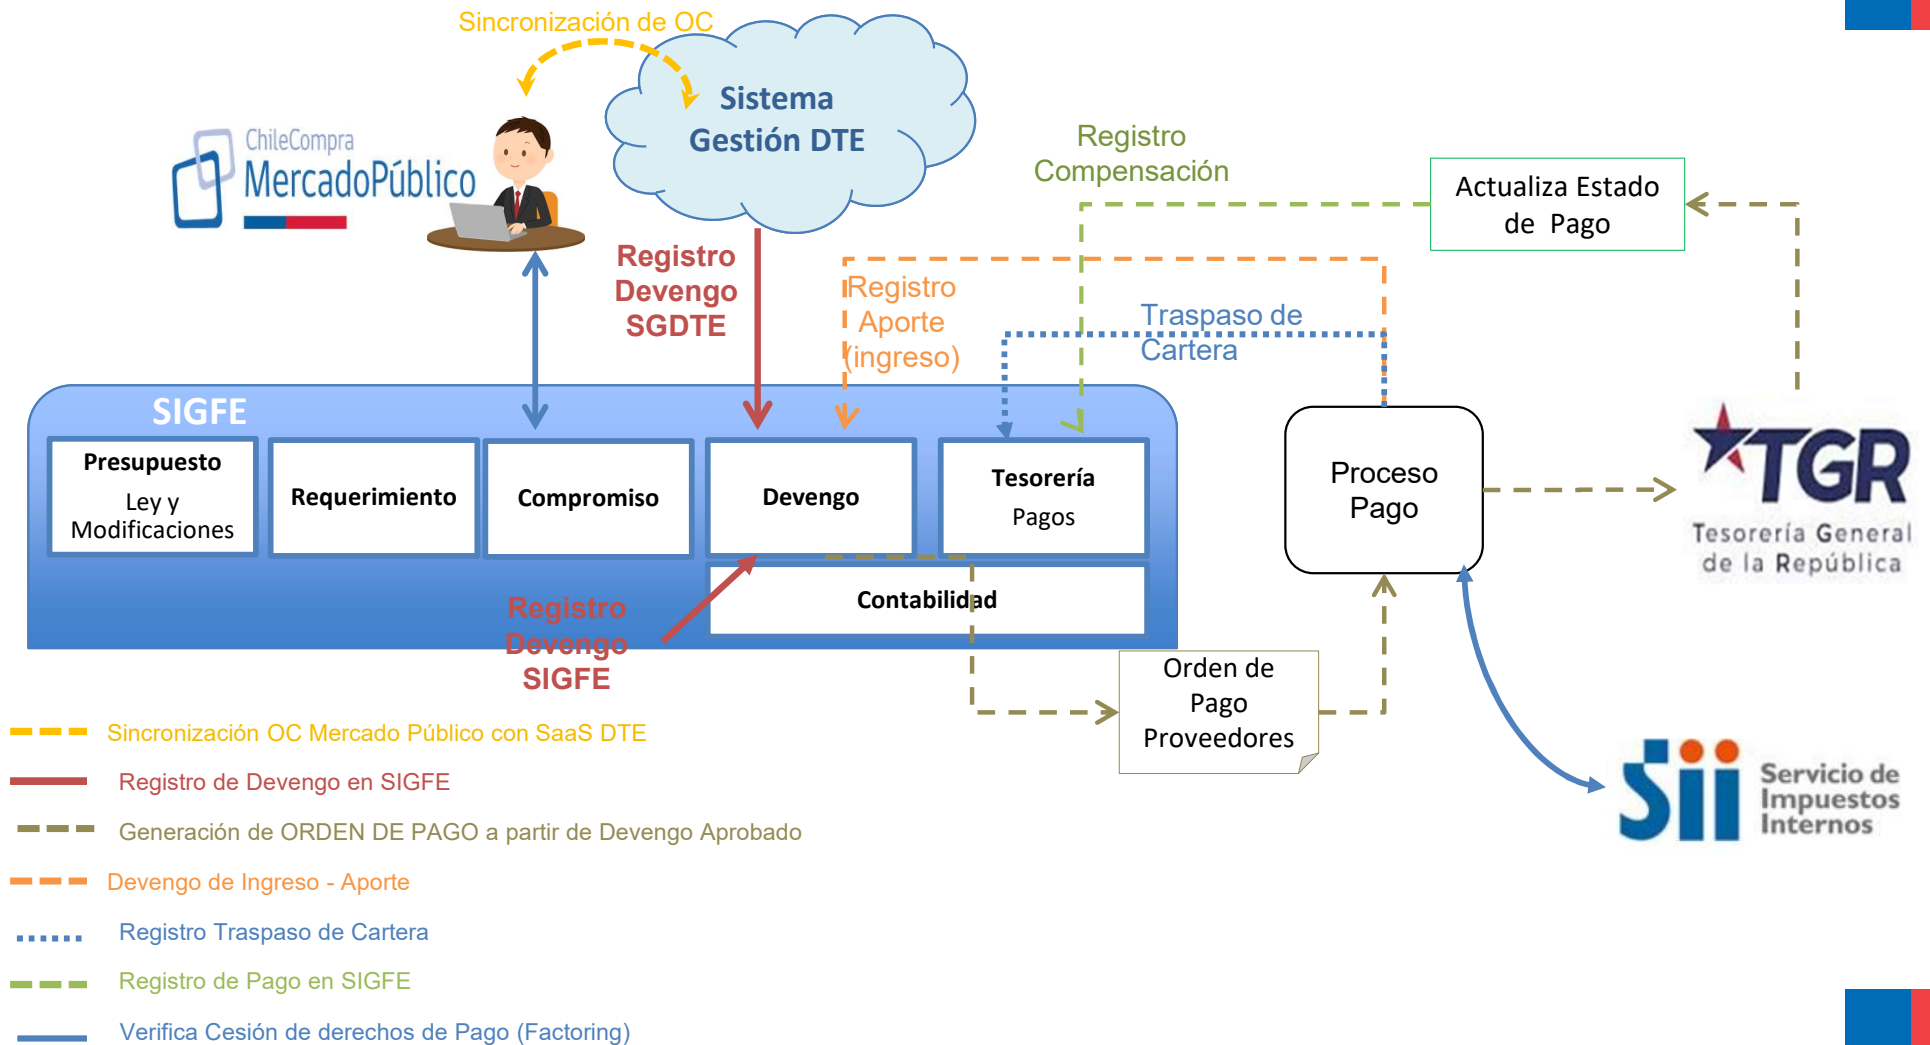 Sincronización de OC
Sistema
Gestión DTE
ChileCompra
MercadoPúblico
Registro
Compensación
Actualiza Estado
de Pago
Registro
Devengo
SGDTE
Registro
Aporte
(ingreso)
Traspaso de
Cartera
SIGFE
Presupuesto
Ley y
Modificaciones
Requerimiento
Compromiso
Devengo
Tesorería
Pagos
Contabilidad
Registro
Devengo
SIGFE
Proceso
Pago
TGR
Tesorería General
de la República
Orden de
Pago
Proveedores
Sii
Servicio de
Impuestos
Internos
Sincronización OC Mercado Público con SaaS DTE
Registro de Devengo en SIGFE
Generación de ORDEN DE PAGO a partir de Devengo Aprobado
Devengo de Ingreso - Aporte
Registro Traspaso de Cartera
Registro de Pago en SIGFE
Verifica Cesión de derechos de Pago (Factoring)